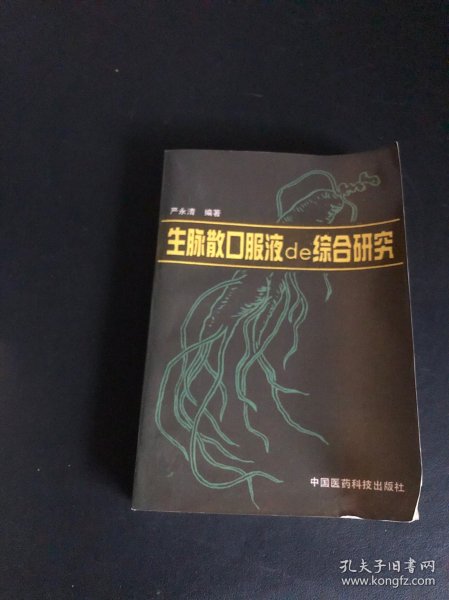 严永清 编著
生脉散口服液de综合研究
中国医药科技出版社
孔夫子旧书网
www.kongfz.com